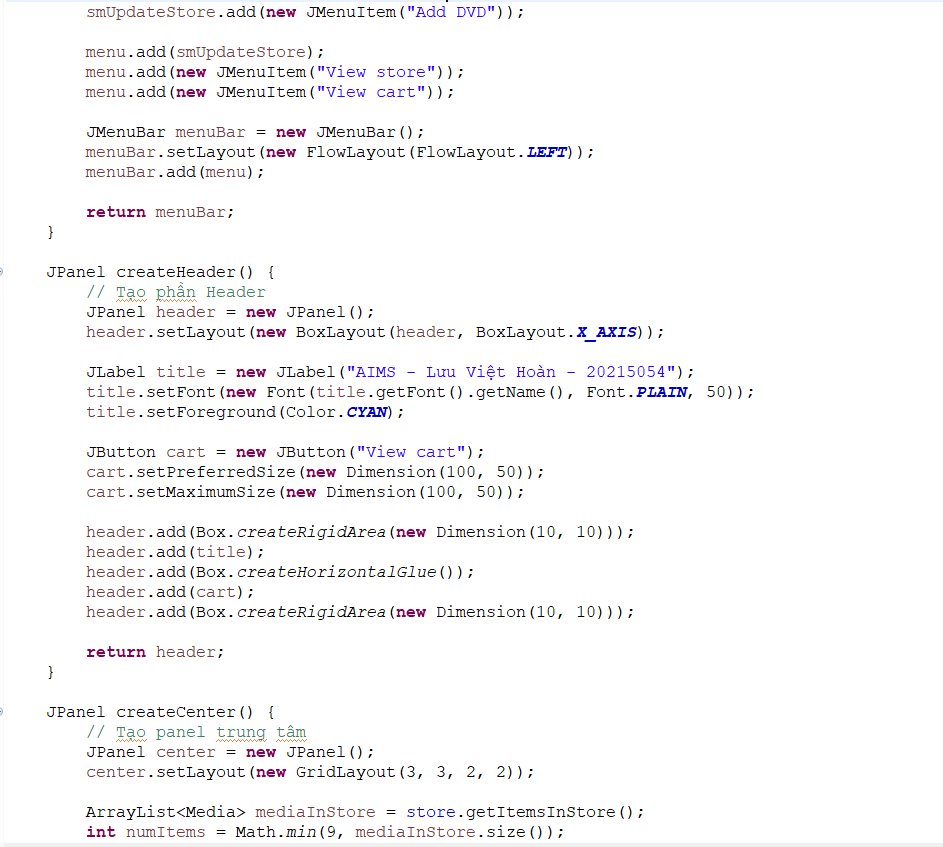 smUpdateStore.add(new JMenuItem("Add DVD"));
menu.add(smUpdateStore);
menu.add(new JMenuItem("View store"));
menu.add(new JMenuItem("View cart"));
JMenuBar menuBar = new JMenuBar();
menuBar.setLayout(new FlowLayout(FlowLayout.LEFT));
menuBar.add(menu);
return menuBar;
}
JPanel createHeader() {
// Tạo phần Header
JPanel header = new JPanel();
header.setLayout(new BoxLayout(header, BoxLayout.X_AXIS));
JLabel title = new JLabel("AIMS - Lưu Việt Hoàn - 20215054");
title.setFont(new Font(title.getFont().getName(), Font.PLAIN, 50));
title.setForeground(Color.CYAN);
JButton cart = new JButton("View cart");
cart.setPreferredSize(new Dimension(100, 50));
cart.setMaximumSize(new Dimension(100, 50));
header.add(Box.createRigidArea(new Dimension(10, 10)));
header.add(title);
header.add(Box.createHorizontalGlue());
header.add(cart);
header.add(Box.createRigidArea(new Dimension(10, 10)));
return header;
}
JPanel createCenter() {
// Tạo panel trung tâm
JPanel center = new JPanel();
center.setLayout(new GridLayout(3, 3, 2, 2));
ArrayList<Media> mediaInStore = store.getItemsInStore();
int numItems = Math.min(9, mediaInStore.size());